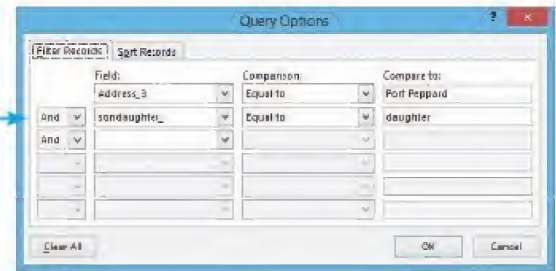 Query Options
? ×
Filter Records Sort Records
Field: Comparison: Compare to:
Address_3 Equal to Port Peppard
And sondaughter_ Equal to daughter
And
Clear All OK Cancel